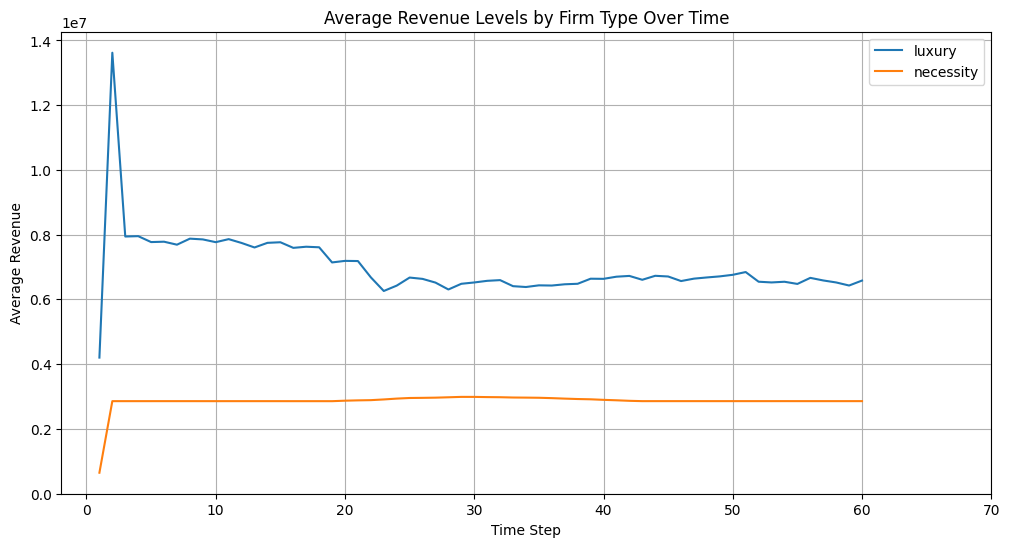 Average Revenue Levels by Firm Type Over Time
1e7
1.4
1.2
1.0
0.8
0.6
0.4
0.2
0.0
Average Revenue
luxury
necessity
0 10 20 30 40 50 60 70
Time Step